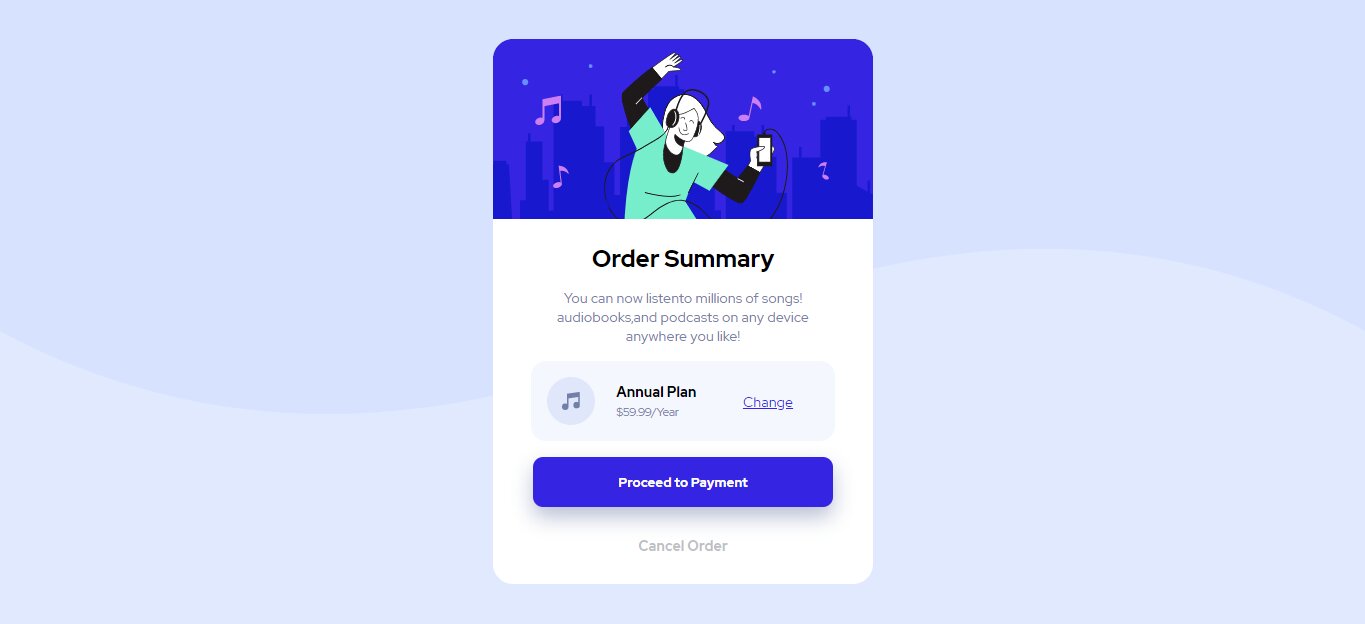 Order Summary
You can now listento millions of songs!
audiobooks,and podcasts on any device
anywhere you like!
Annual Plan
$59.99/Year
Change
Proceed to Payment
Cancel Order